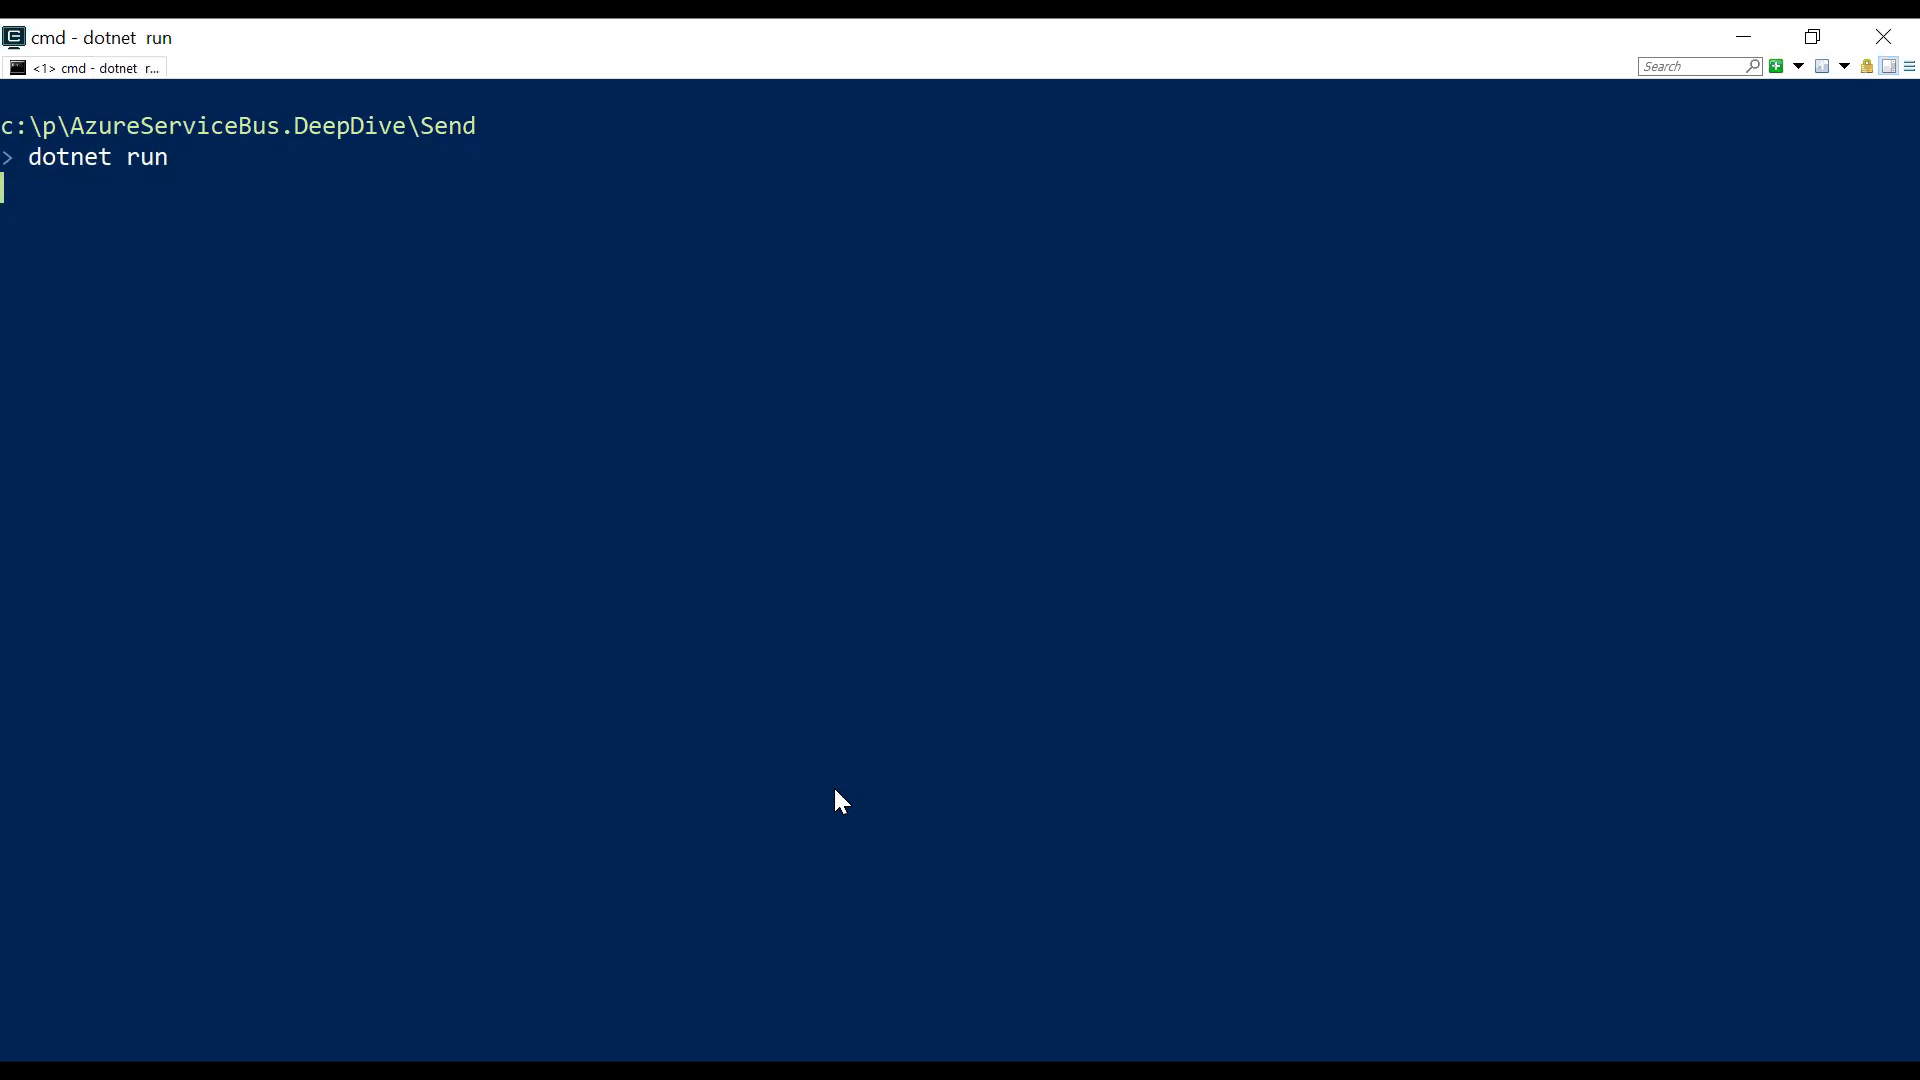 cmd - dotnet run
<1> cmd - dotnet r...
Search
c:\p\AzureServiceBus.DeepDive\Send
> dotnet run